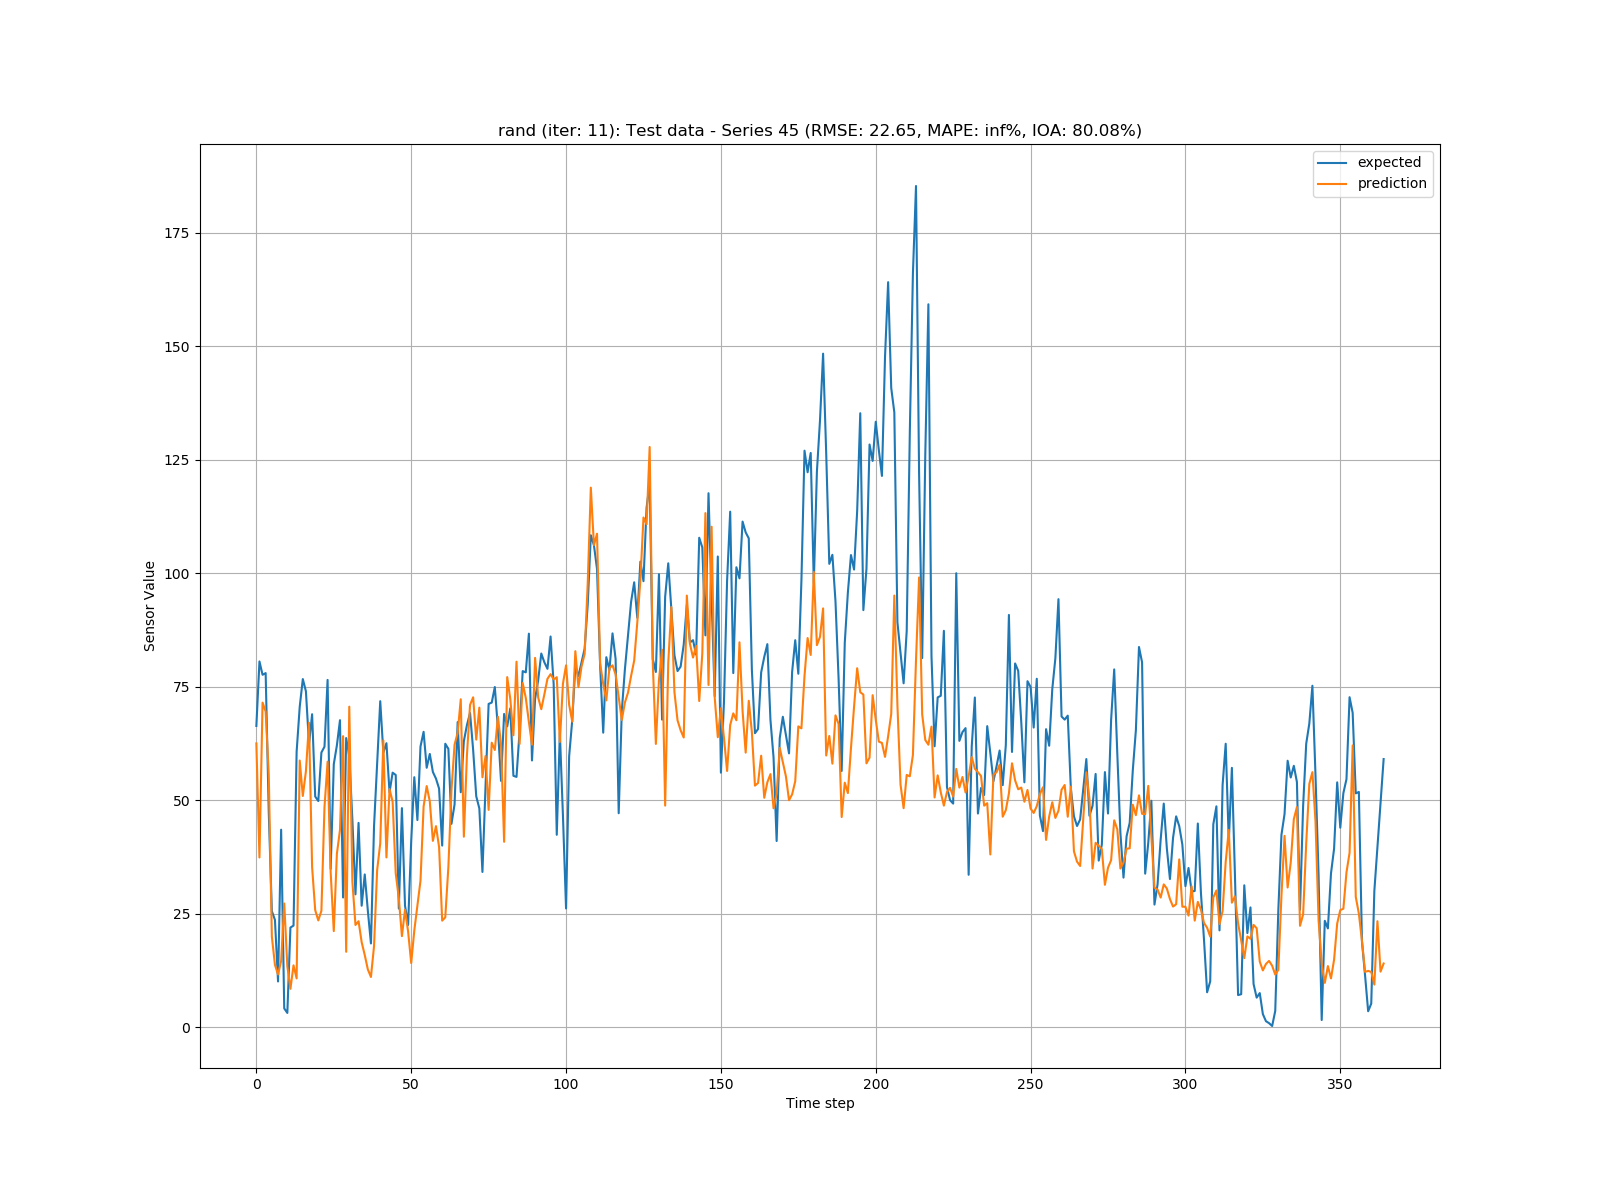 rand (iter: 11): Test data - Series 45 (RMSE: 22.65, MAPE: inf%, IOA: 80.08%)
expected
prediction
175
150
125
100
75
50
25
0
Sensor Value
0 50 100 150 200 250 300 350
Time step